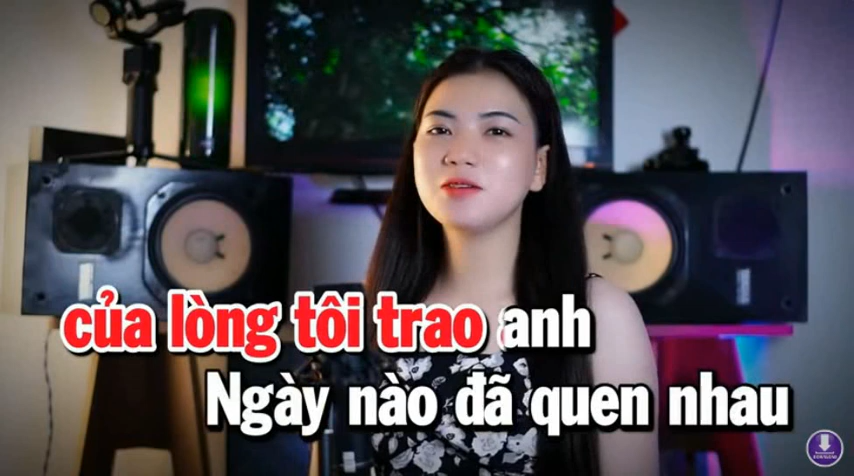 của lòng tôi trao anh
Ngày nào đã quen nhau